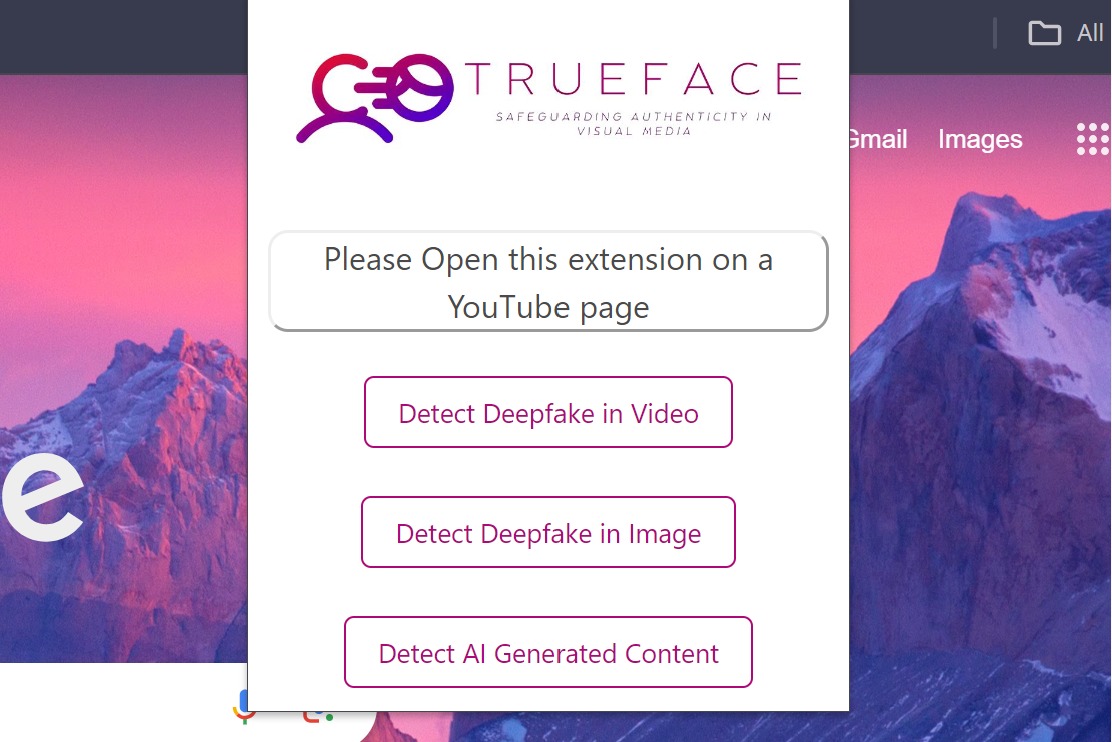 All
TRUEFACE
SAFEGUARDING AUTHENTICITY IN
VISUAL MEDIA
Gmail Images
Please Open this extension on a
YouTube page
Detect Deepfake in Video
e
Detect Deepfake in Image
Detect AI Generated Content